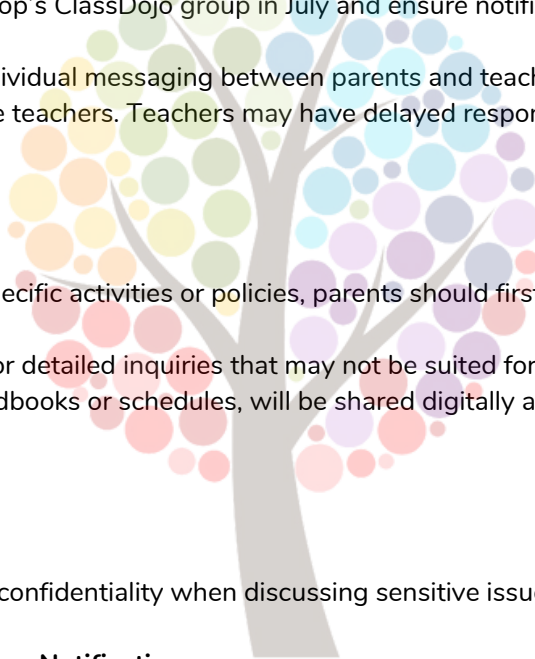 op's ClassDojo group in July and ensure notifi
ividual messaging between parents and teach
e teachers. Teachers may have delayed respon
ecific activities or policies, parents should first
or detailed inquiries that may not be suited for
dbooks or schedules, will be shared digitally a
confidentiality when discussing sensitive issu